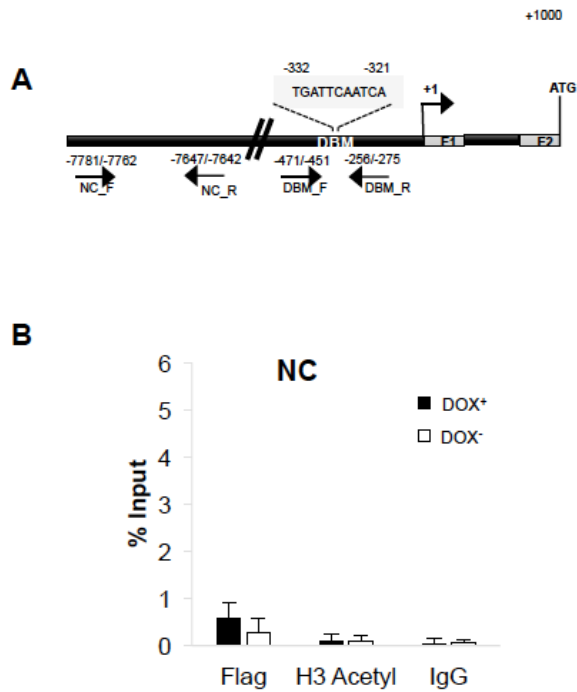 +1000
A
-332 -321
TGATTCAATCA
+1
ATG
DBM
E1
E2
-7781/-7762
-7647/-7642
-471/-451
-256/-275
NC_F
NC_R
DBM_F
DBM_R
B
NC
DOX+
DOX-
% Input
6
5
4
3
2
1
0
Flag H3 Acetyl IgG